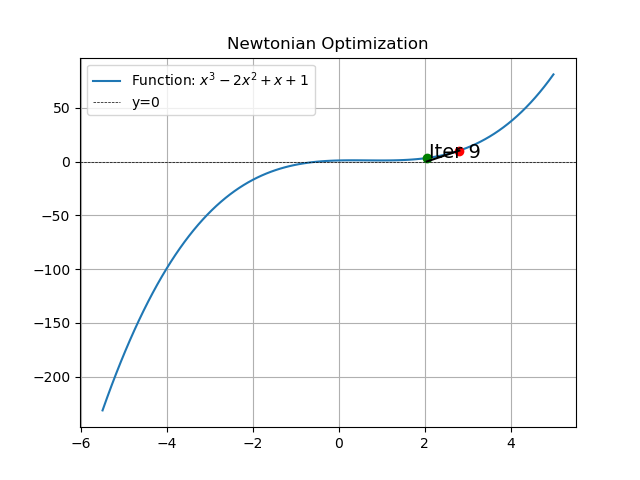 Newtonian Optimization
Function: $x^3 - 2x^2 + x + 1$
y=0
50
0
−50
−100
−150
−200
Iter 9
−6 −4 −2 0 2 4